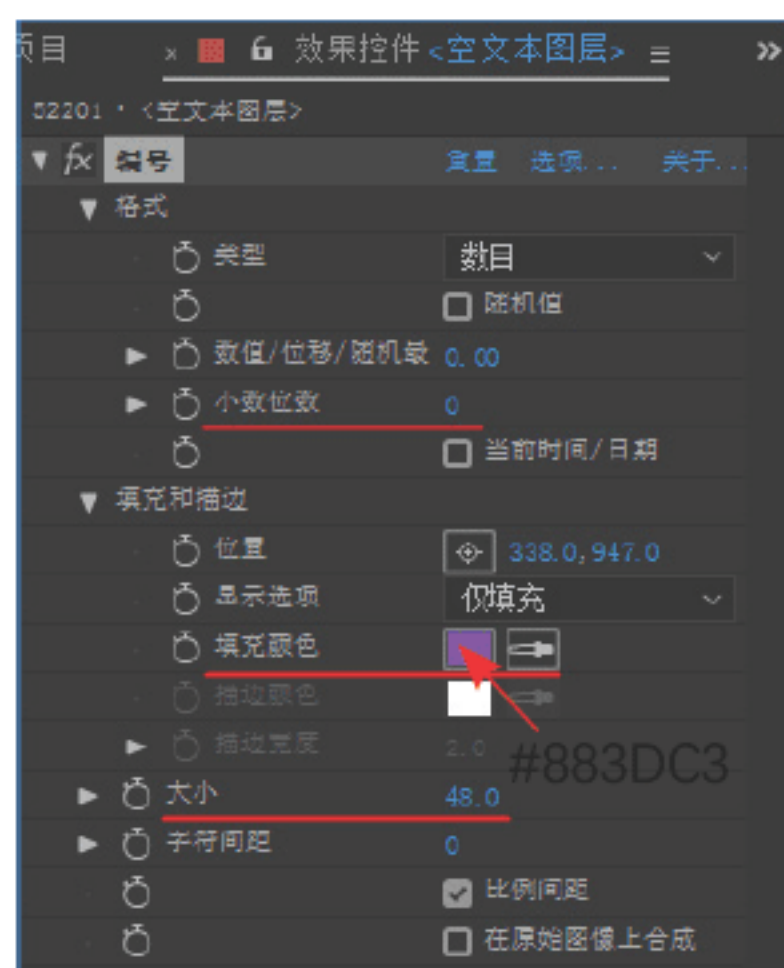 项目 × 效果控件 <空文本图层> ≡ »
52201 · <空文本图层>
▼ fx 编号 重置 选项... 关于...
▼ 格式
类型 数目
随机值
▶ 数值/位移/随机最 0.00
▶ 小数位数 0
当前时间/日期
▼ 填充和描边
位置 338.0,947.0
显示选项 仅填充
填充颜色
描边颜色
▶ 描边宽度 2.0
#883DC3
▶ 大小 48.0
▶ 字符间距 0
比例间距
在原始图像上合成